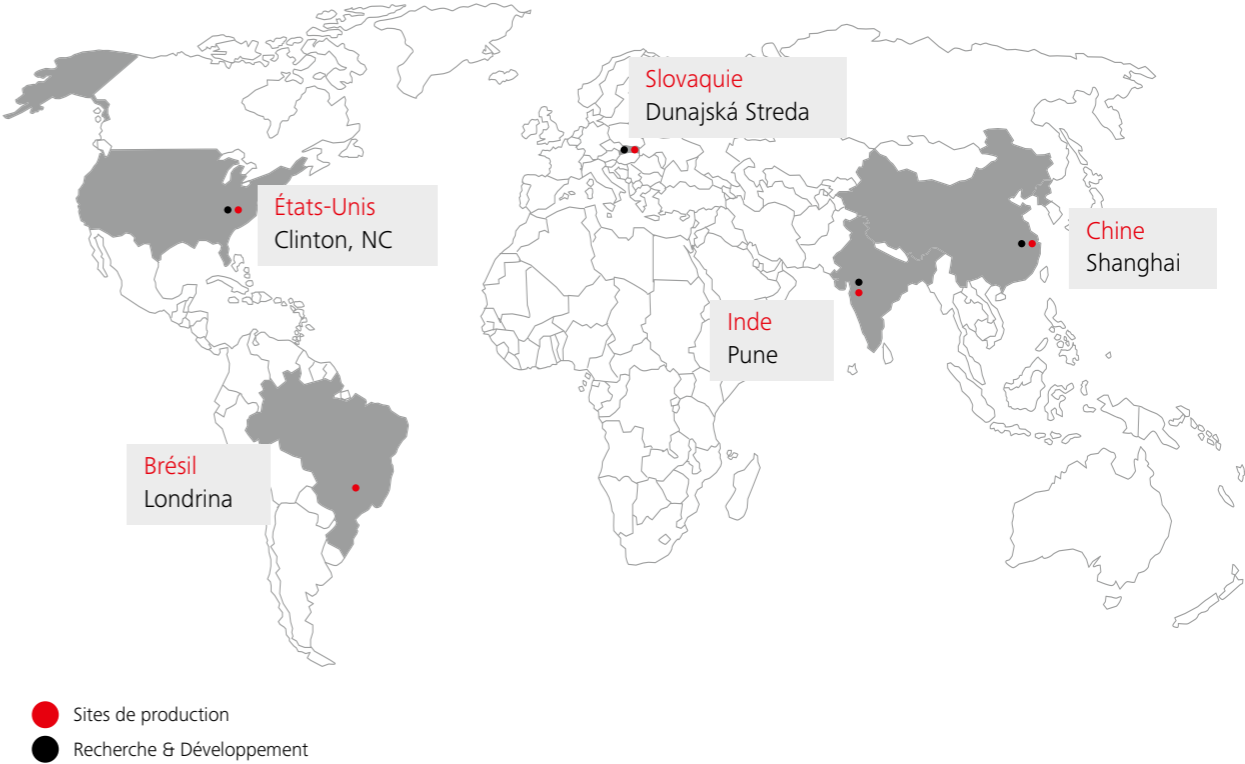 Slovaquie
Dunajská Streda
États-Unis
Clinton, NC
Chine
Shanghai
Inde
Pune
Brésil
Londrina
Sites de production
Recherche & Développement